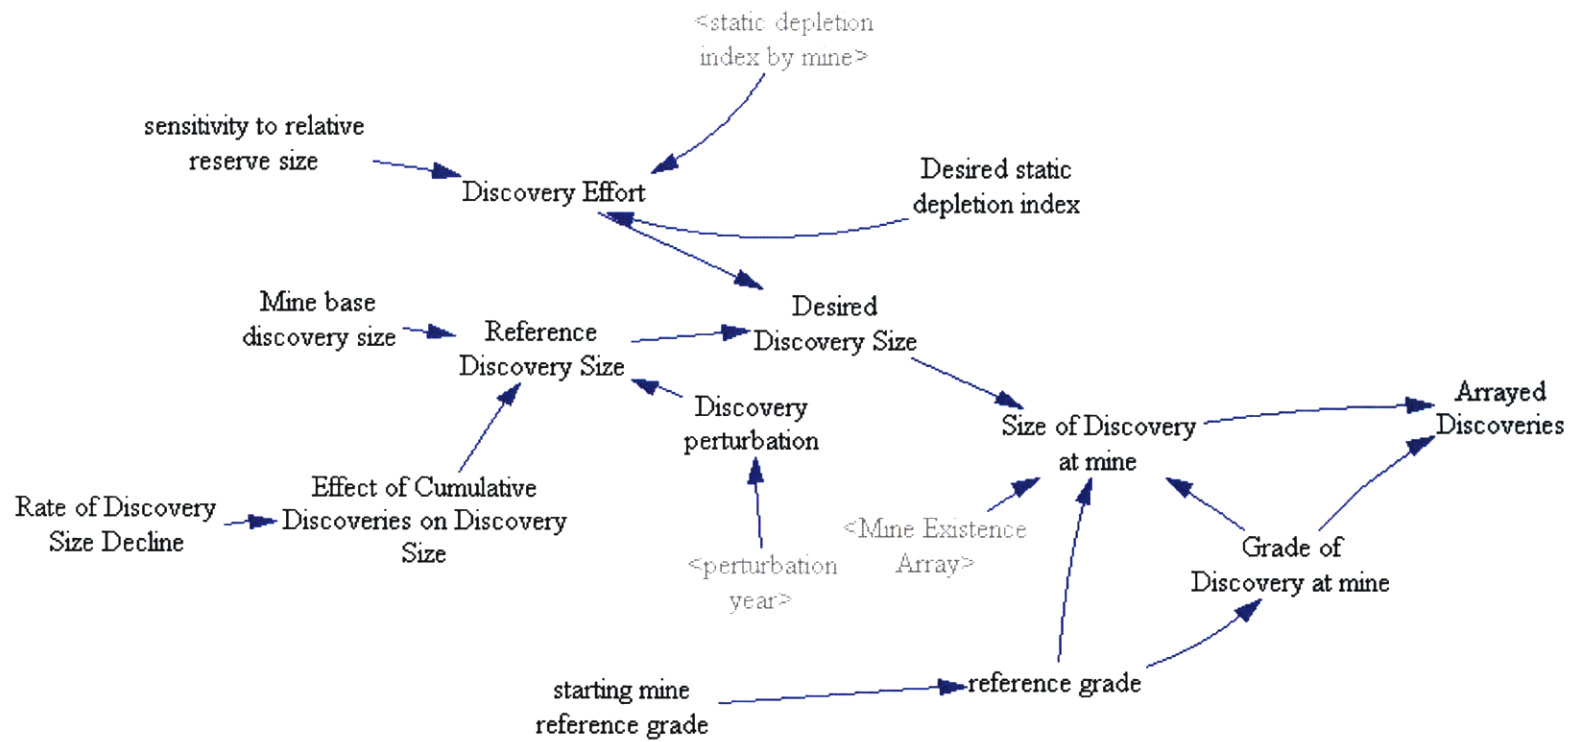 <static depletion
index by mine>
sensitivity to relative
reserve size
Discovery Effort
Desired static
depletion index
Mine base
discovery size
Reference
Discovery Size
Desired
Discovery Size
Discovery
perturbation
Size of Discovery
at mine
Arrayed
Discoveries
Rate of Discovery
Size Decline
Effect of Cumulative
Discoveries on Discovery
Size
<perturbation
year>
<Mine Existence
Array>
Grade of
Discovery at mine
starting mine
reference grade
reference grade